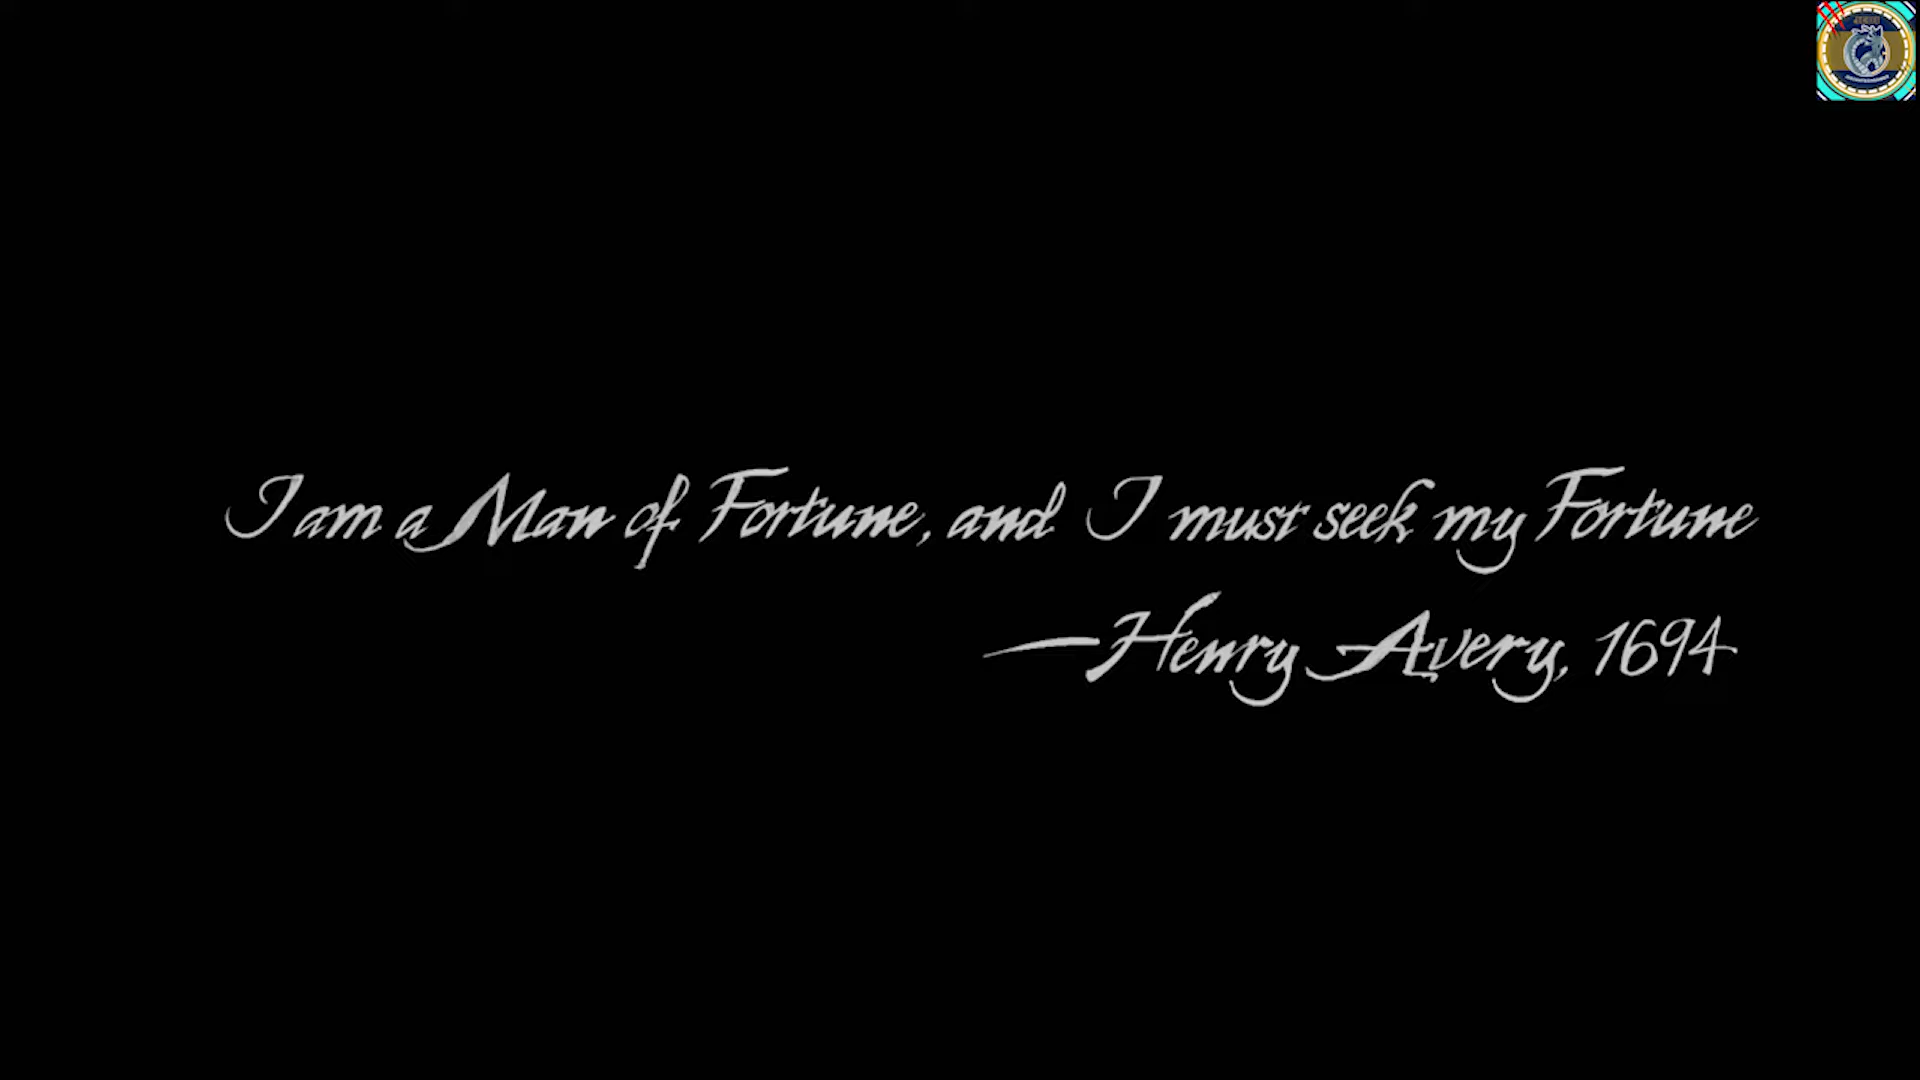 I am a Man of Fortune, and I must seek my Fortune
—Henry Avery, 1694